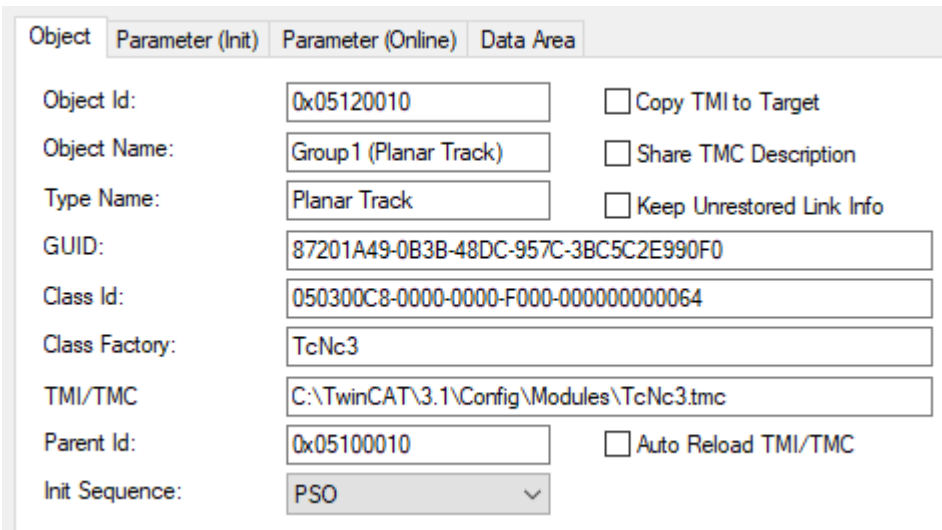 Object Parameter (Init) Parameter (Online) Data Area
Object Id: 0x05120010 Copy TMI to Target
Object Name: Group1 (Planar Track) Share TMC Description
Type Name: Planar Track Keep Unrestored Link Info
GUID: 87201A49-0B3B-48DC-957C-3BC5C2E990F0
Class Id: 050300C8-0000-0000-F000-000000000064
Class Factory: TcNc3
TMI/TMC C:\TwinCAT\3.1\Config\Modules\TcNc3.tmc
Parent Id: 0x05100010 Auto Reload TMI/TMC
Init Sequence: PSO